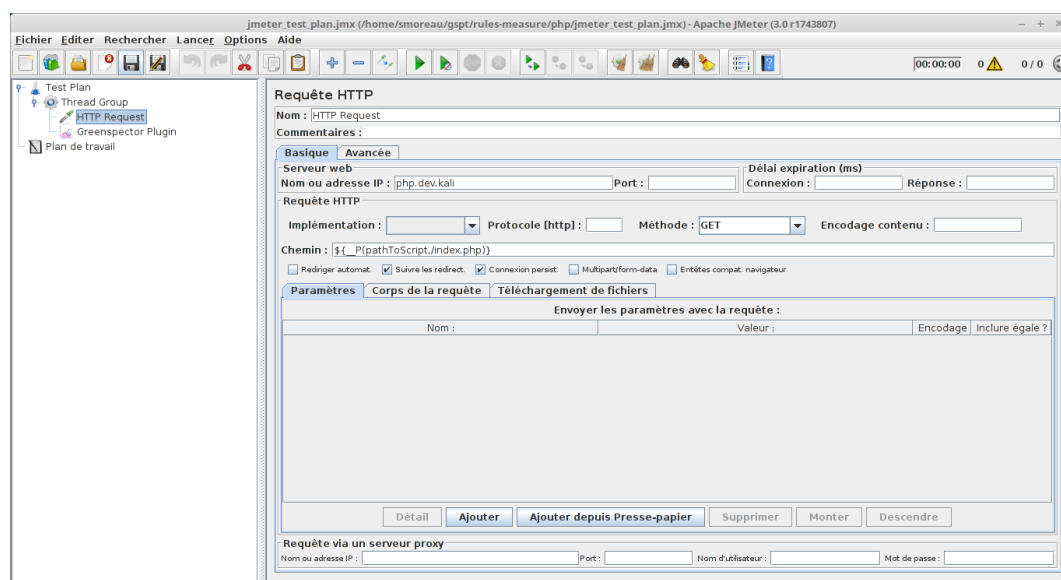 jmeter_test_plan.jmx (/home/smoreau/gspt/rules-measure/php/jmeter_test_plan.jmx) - Apache JMeter (3.0 r1743807)
Fichier Editer Rechercher Lancer Options Aide
00:00:00 0 0 / 0
Test Plan
Thread Group
HTTP Request
Greenspector Plugin
Plan de travail
Requête HTTP
Nom : HTTP Request
Commentaires :
Basique Avancée
Serveur web
Nom ou adresse IP : php.dev.kali Port :
Délai expiration (ms)
Connexion : Réponse :
Requête HTTP
Implémentation : Protocole [http] : Méthode : GET Encodage contenu :
Chemin : ${__P(pathToScript,/index.php)}
Rediriger automat. Suivre les redirect. Connexion persist. Multipart/form-data Entêtes compat. navigateur
Paramètres Corps de la requête Téléchargement de fichiers
Envoyer les paramètres avec la requête :
Nom : Valeur : Encodage Inclure égale ?
Détail Ajouter Ajouter depuis Presse-papier Supprimer Monter Descendre
Requête via un serveur proxy
Nom ou adresse IP : Port : Nom d'utilisateur : Mot de passe :